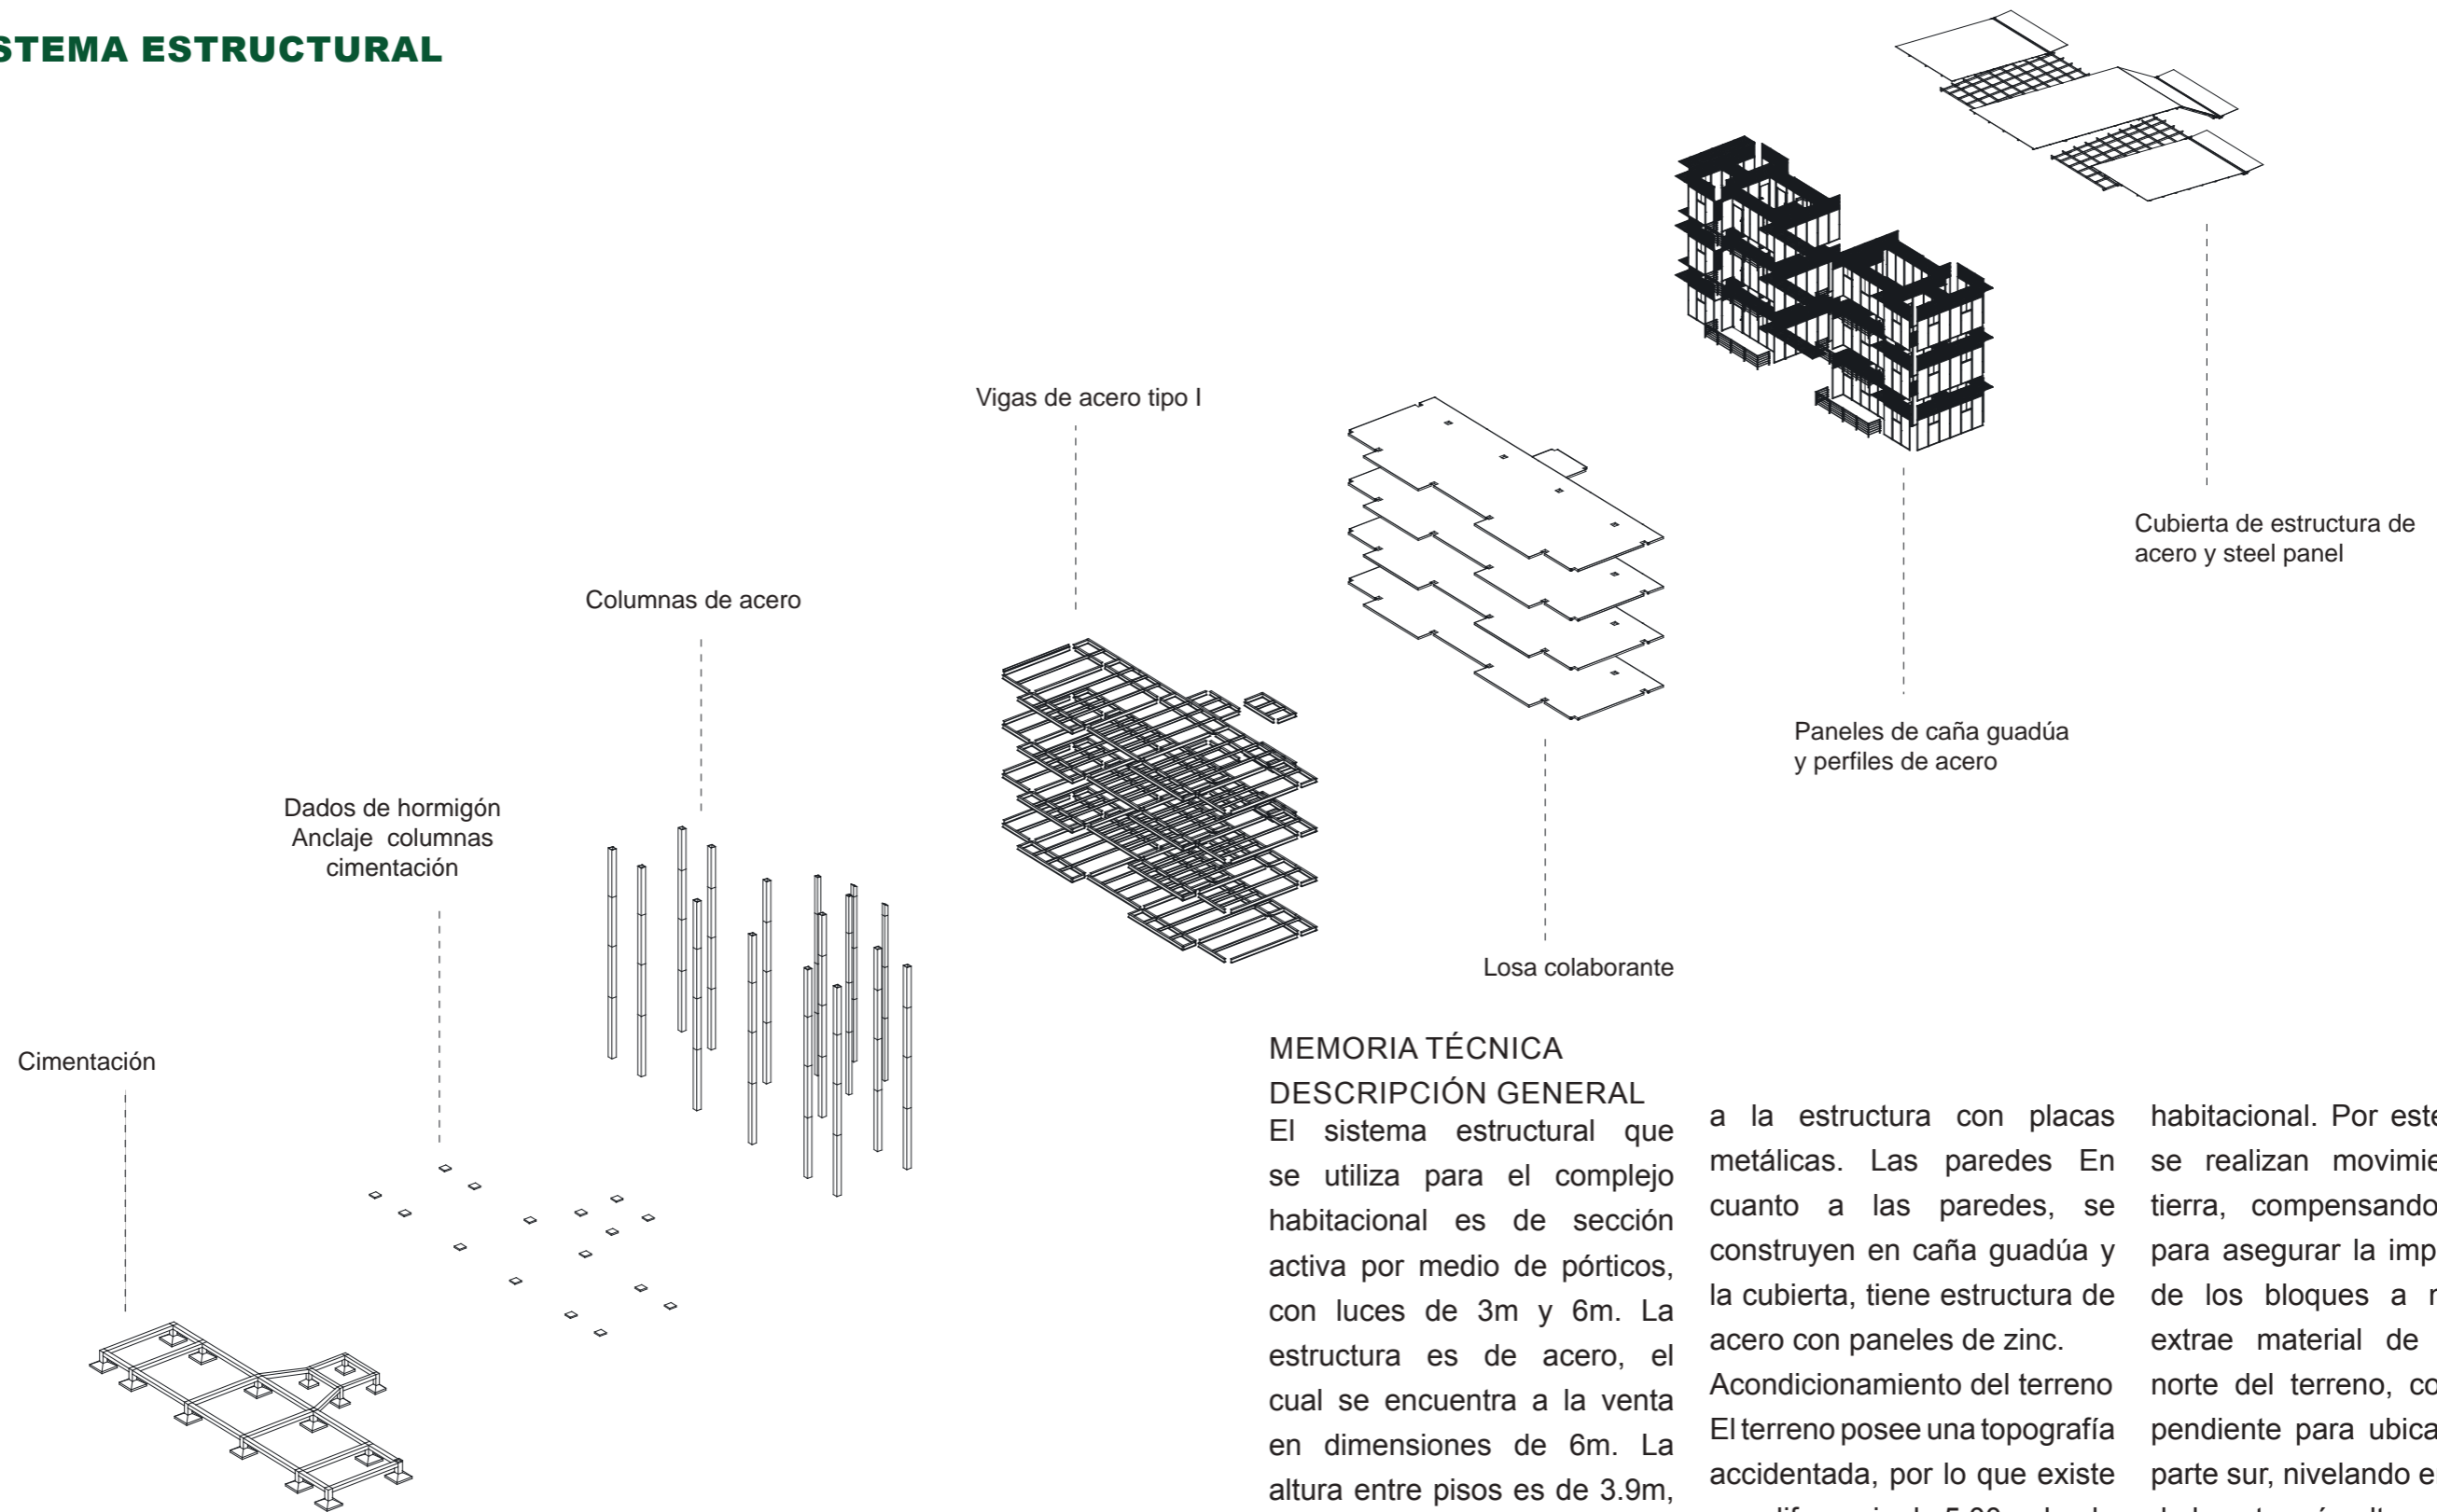 STEMA ESTRUCTURAL
Vigas de acero tipo I
Cubierta de estructura de
acero y steel panel
Columnas de acero
Paneles de caña guadúa
y perfiles de acero
Dados de hormigón
Anclaje columnas
cimentación
Losa colaborante
Cimentación
MEMORIA TÉCNICA
DESCRIPCIÓN GENERAL
El sistema estructural que
se utiliza para el complejo
habitacional es de sección
activa por medio de pórticos,
con luces de 3m y 6m. La
estructura es de acero, el
cual se encuentra a la venta
en dimensiones de 6m. La
altura entre pisos es de 3.9m,
a la estructura con placas
metálicas. Las paredes En
cuanto a las paredes, se
construyen en caña guadúa y
la cubierta, tiene estructura de
acero con paneles de zinc.
Acondicionamiento del terreno
El terreno posee una topografía
accidentada, por lo que existe
habitacional. Por este
se realizan movimie
tierra, compensando
para asegurar la imp
de los bloques a
extrae material de
norte del terreno, co
pendiente para ubica
parte sur, nivelando e